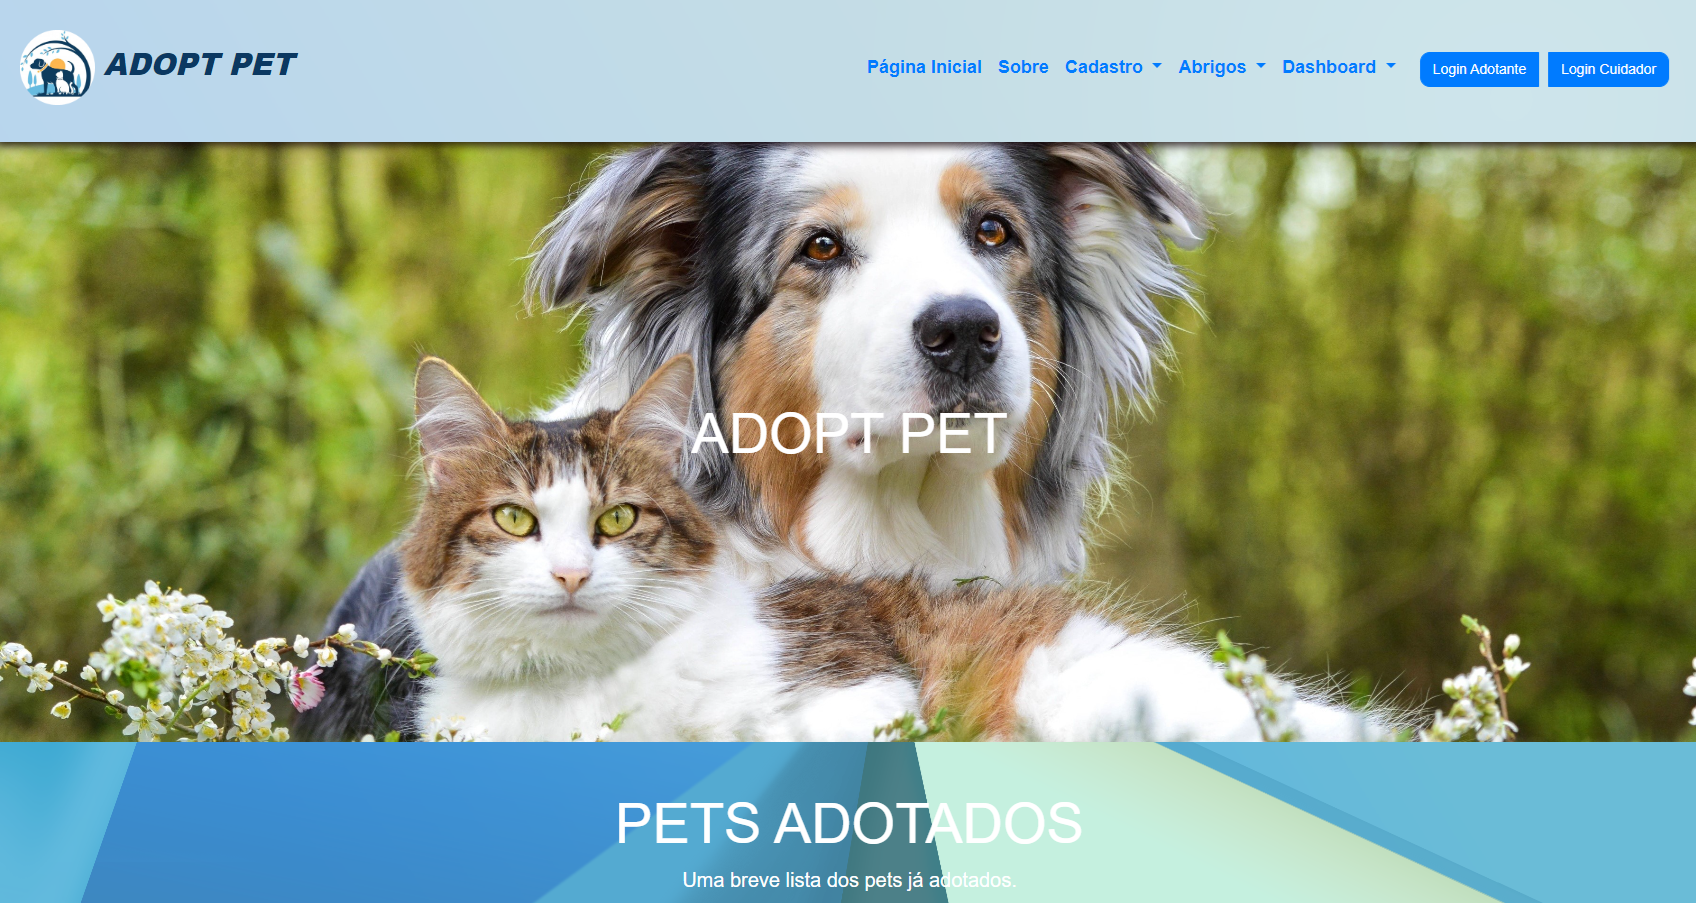 ADOPT PET
Página Inicial Sobre Cadastro Abrigos Dashboard Login Adotante Login Cuidador
ADOPT PET
PETS ADOTADOS
Uma breve lista dos pets já adotados.